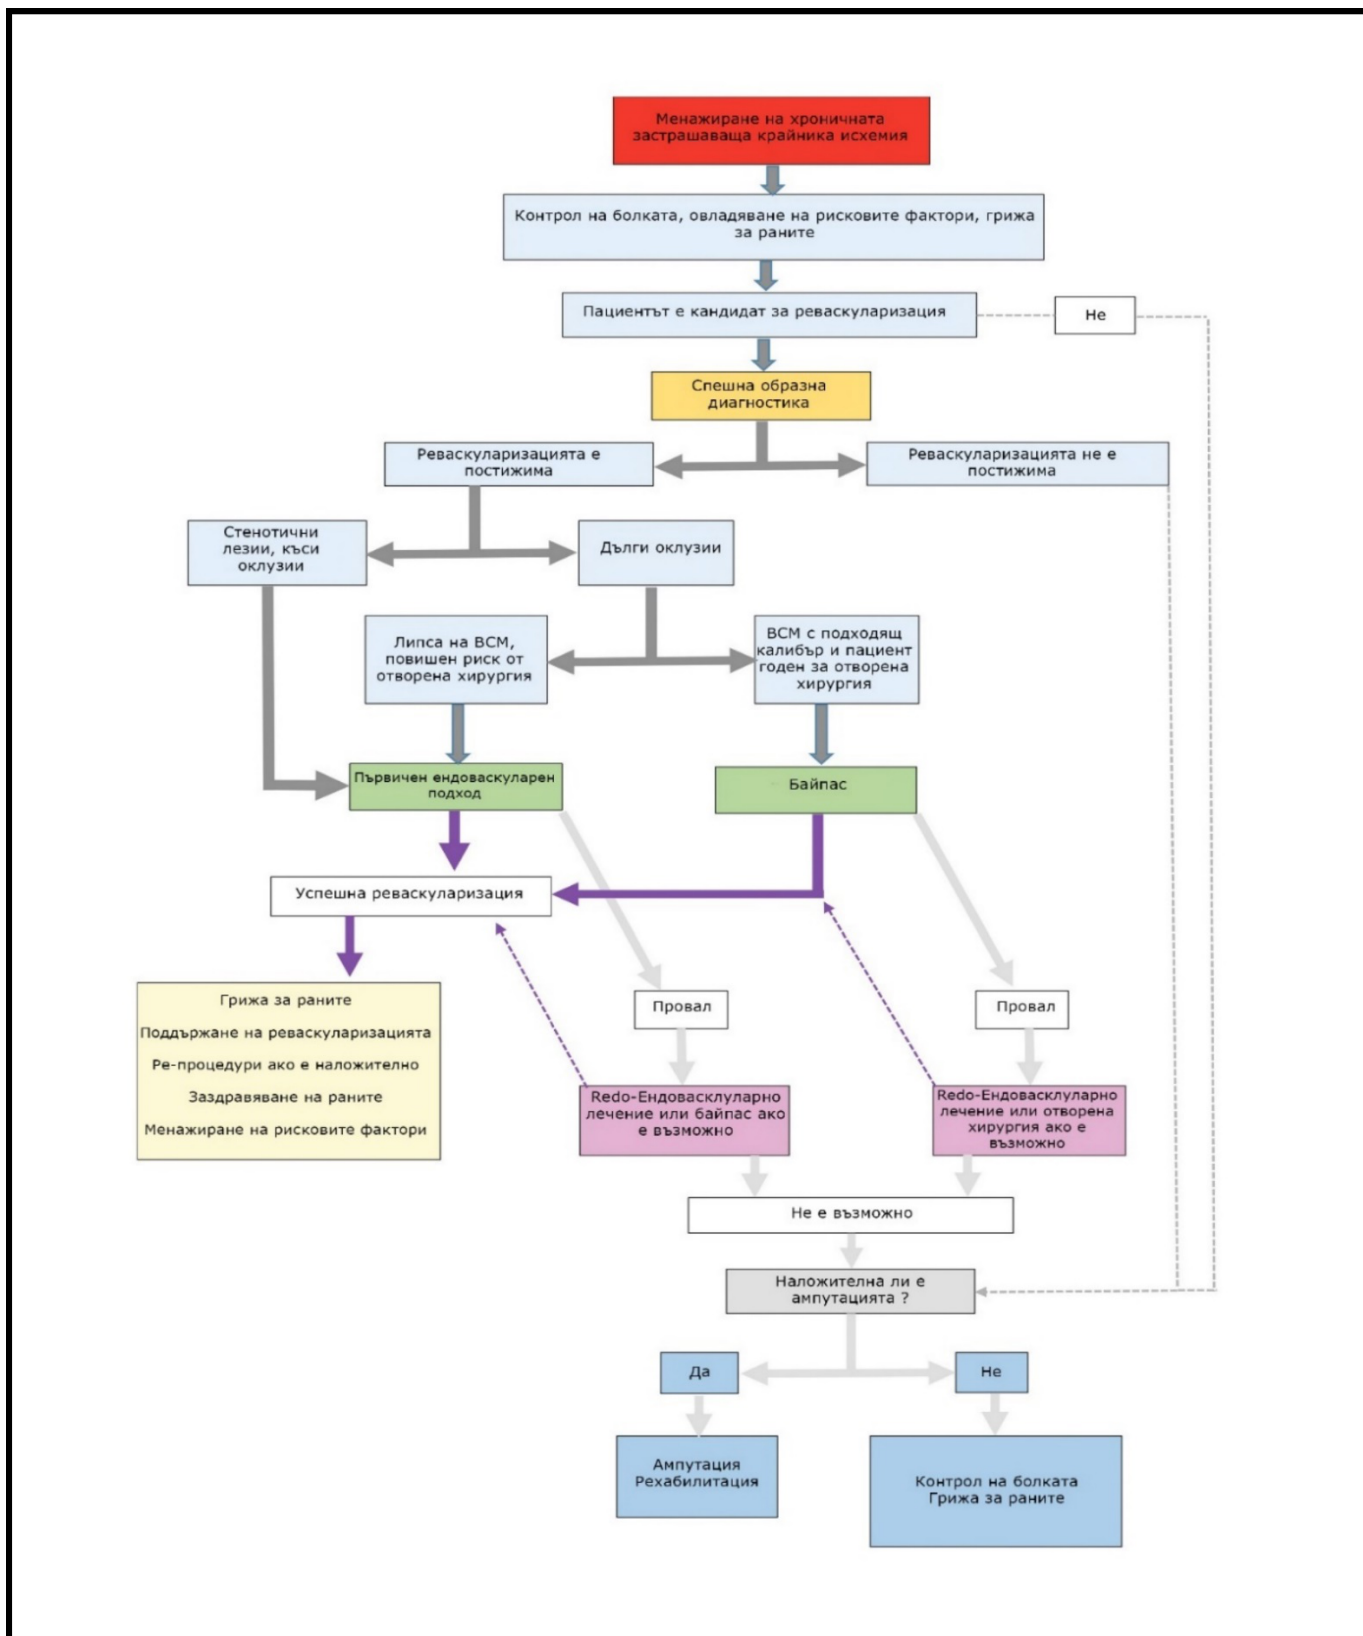 Менажиране на хроничната
застрашаваща крайника исхемия
Контрол на болката, овладяване на рисковите фактори, грижа
за раните
Пациентът е кандидат за реваскуларизация
Не
Спешна образна
диагностика
Реваскуларизацията е
постижима
Реваскуларизацията не е
постижима
Стенотични
лезии, къси
оклузии
Дълги оклузии
Липса на ВСМ,
повишен риск от
отворена хирургия
ВСМ с подходящ
калибър и пациент
годен за отворена
хирургия
Първичен ендоваскуларен
подход
Байпас
Успешна реваскуларизация
Грижа за раните
Поддържане на реваскуларизацията
Ре-процедури ако е наложително
Заздравяване на раните
Менажиране на рисковите фактори
Провал
Провал
Redo-Ендовасклуларно
лечение или байпас ако
е възможно
Redo-Ендовасклуларно
лечение или отворена
хирургия ако е
възможно
Не е възможно
Наложителна ли е
ампутацията ?
Да
Не
Ампутация
Рехабилитация
Контрол на болката
Грижа за раните